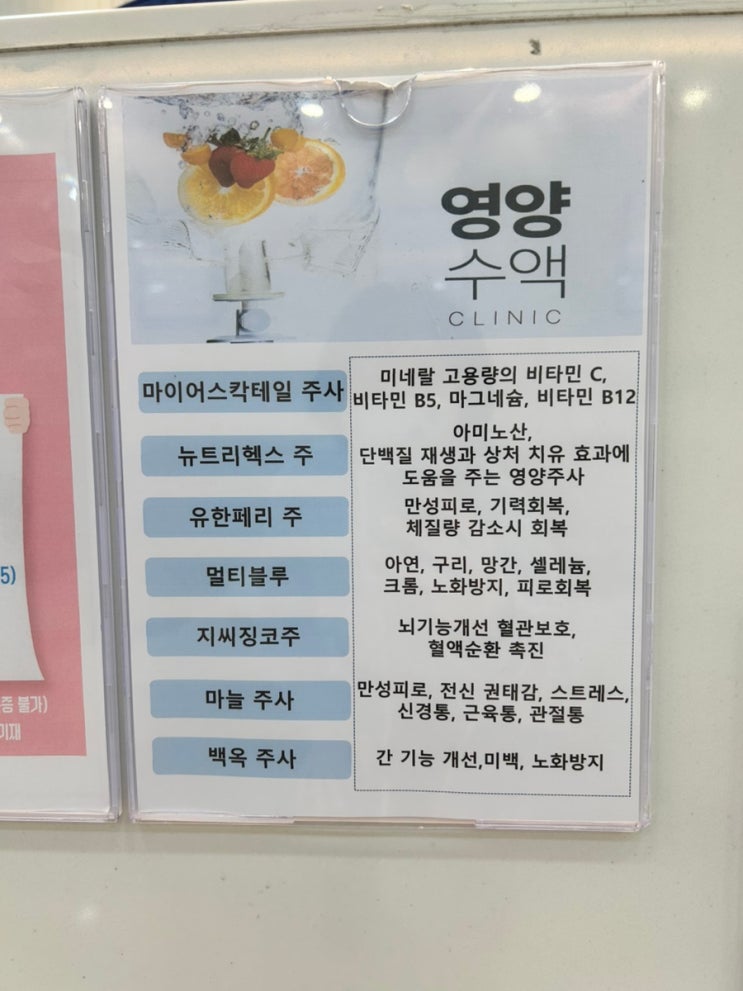 영양
수액
CLINIC
마이어스칵테일 주사
미네랄 고용량의 비타민 C,
비타민 B5, 마그네슘, 비타민 B12
뉴트리헥스 주
아미노산,
단백질 재생과 상처 치유 효과에
도움을 주는 영양주사
유한페리 주
만성피로, 기력회복,
체질량 감소시 회복
멀티블루
아연, 구리, 망간, 셀레늄,
크롬, 노화방지, 피로회복
지씨징코주
뇌기능개선 혈관보호,
혈액순환 촉진
마늘 주사
만성피로, 전신 권태감, 스트레스,
신경통, 근육통, 관절통
백옥 주사
간 기능 개선,미백, 노화방지
5)
불가)
기재